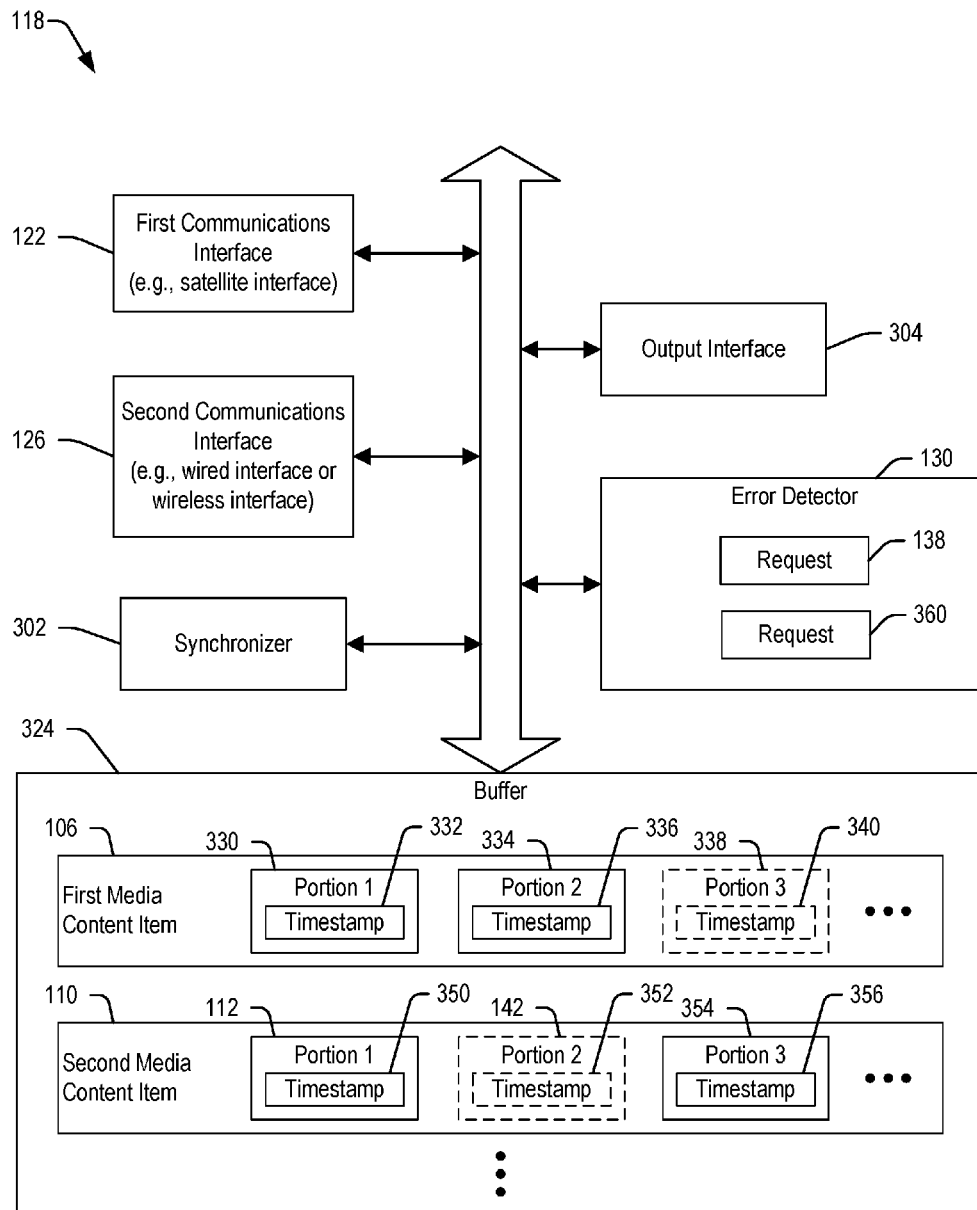 118
First Communications
Interface
(e.g., satellite interface)
122
Output Interface
304
Second Communications
Interface
(e.g., wired interface or
wireless interface)
126
130
Error Detector
Request
138
Request
360
302
Synchronizer
324
Buffer
106
330
332
334
336
338
340
First Media
Content Item
Portion 1
Timestamp
Portion 2
Timestamp
Portion 3
Timestamp
110
112
350
142
352
354
356
Second Media
Content Item
Portion 1
Timestamp
Portion 2
Timestamp
Portion 3
Timestamp